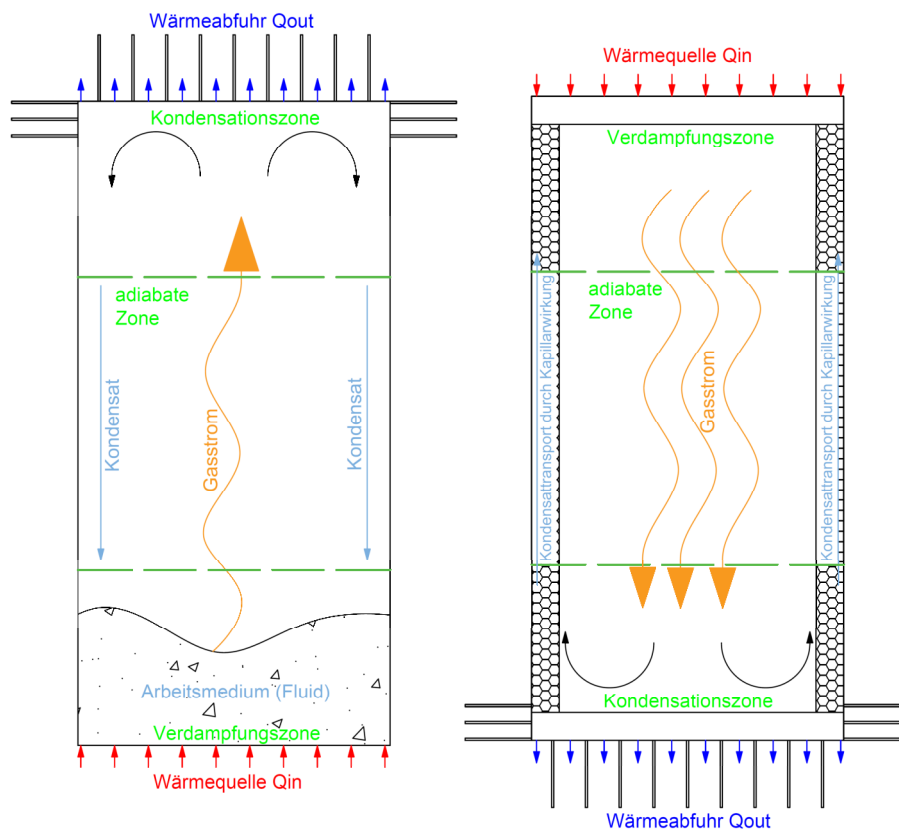 Wärmeabfuhr Qout
Kondensationszone
adiabate
Zone
Kondensat
Gasstrom
Kondensat
Arbeitsmedium (Fluid)
Verdampfungszone
Wärmequelle Qin
Wärmequelle Qin
Verdampfungszone
adiabate
Zone
Kondensattransport durch Kapillarwirkung
Gasstrom
Kondensattransport durch Kapillarwirkung
Kondensationszone
Wärmeabfuhr Qout